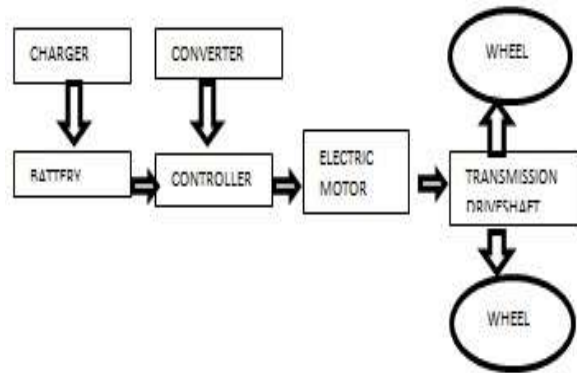 CHARGER
CONVERTER
WHEEL
BATTERY
CONTROLLER
ELECTRIC
MOTOR
TRANSMISSION
DRIVESHAFT
WHEEL